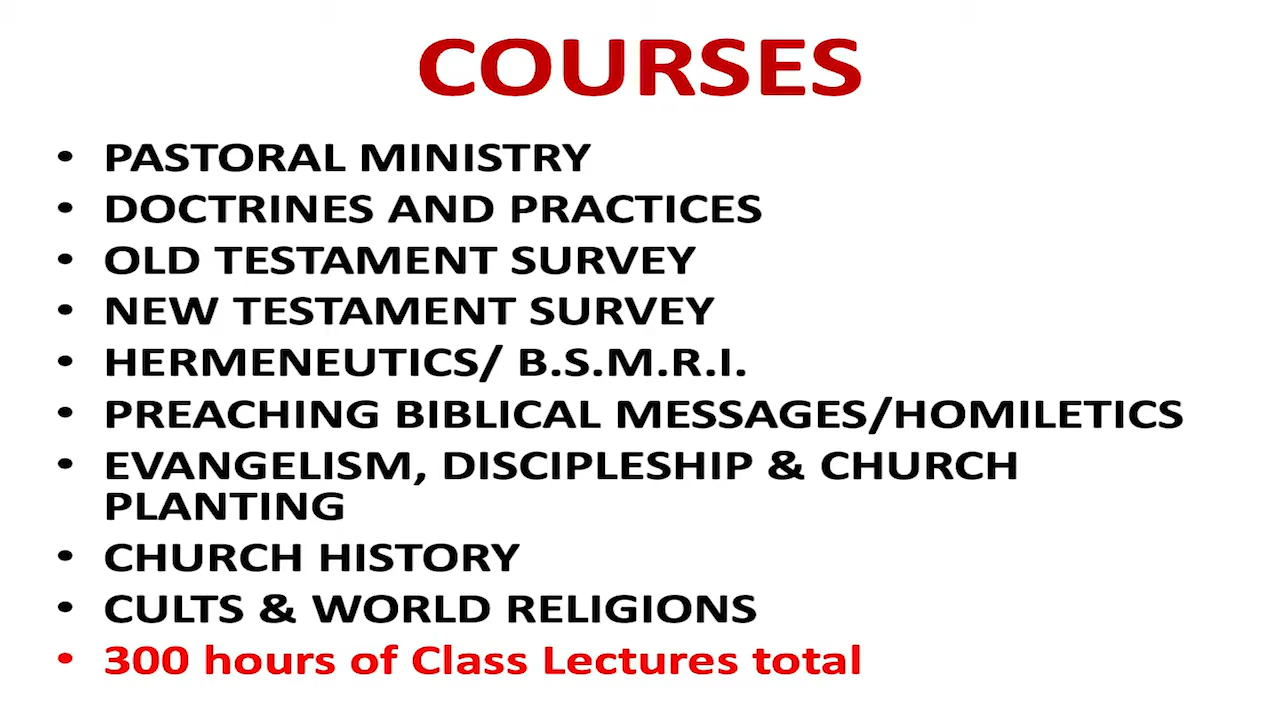 COURSES
• PASTORAL MINISTRY
• DOCTRINES AND PRACTICES
• OLD TESTAMENT SURVEY
• NEW TESTAMENT SURVEY
• HERMENEUTICS/ B.S.M.R.I.
• PREACHING BIBLICAL MESSAGES/HOMILETICS
• EVANGELISM, DISCIPLESHIP & CHURCH
PLANTING
• CHURCH HISTORY
• CULTS & WORLD RELIGIONS
• 300 hours of Class Lectures total